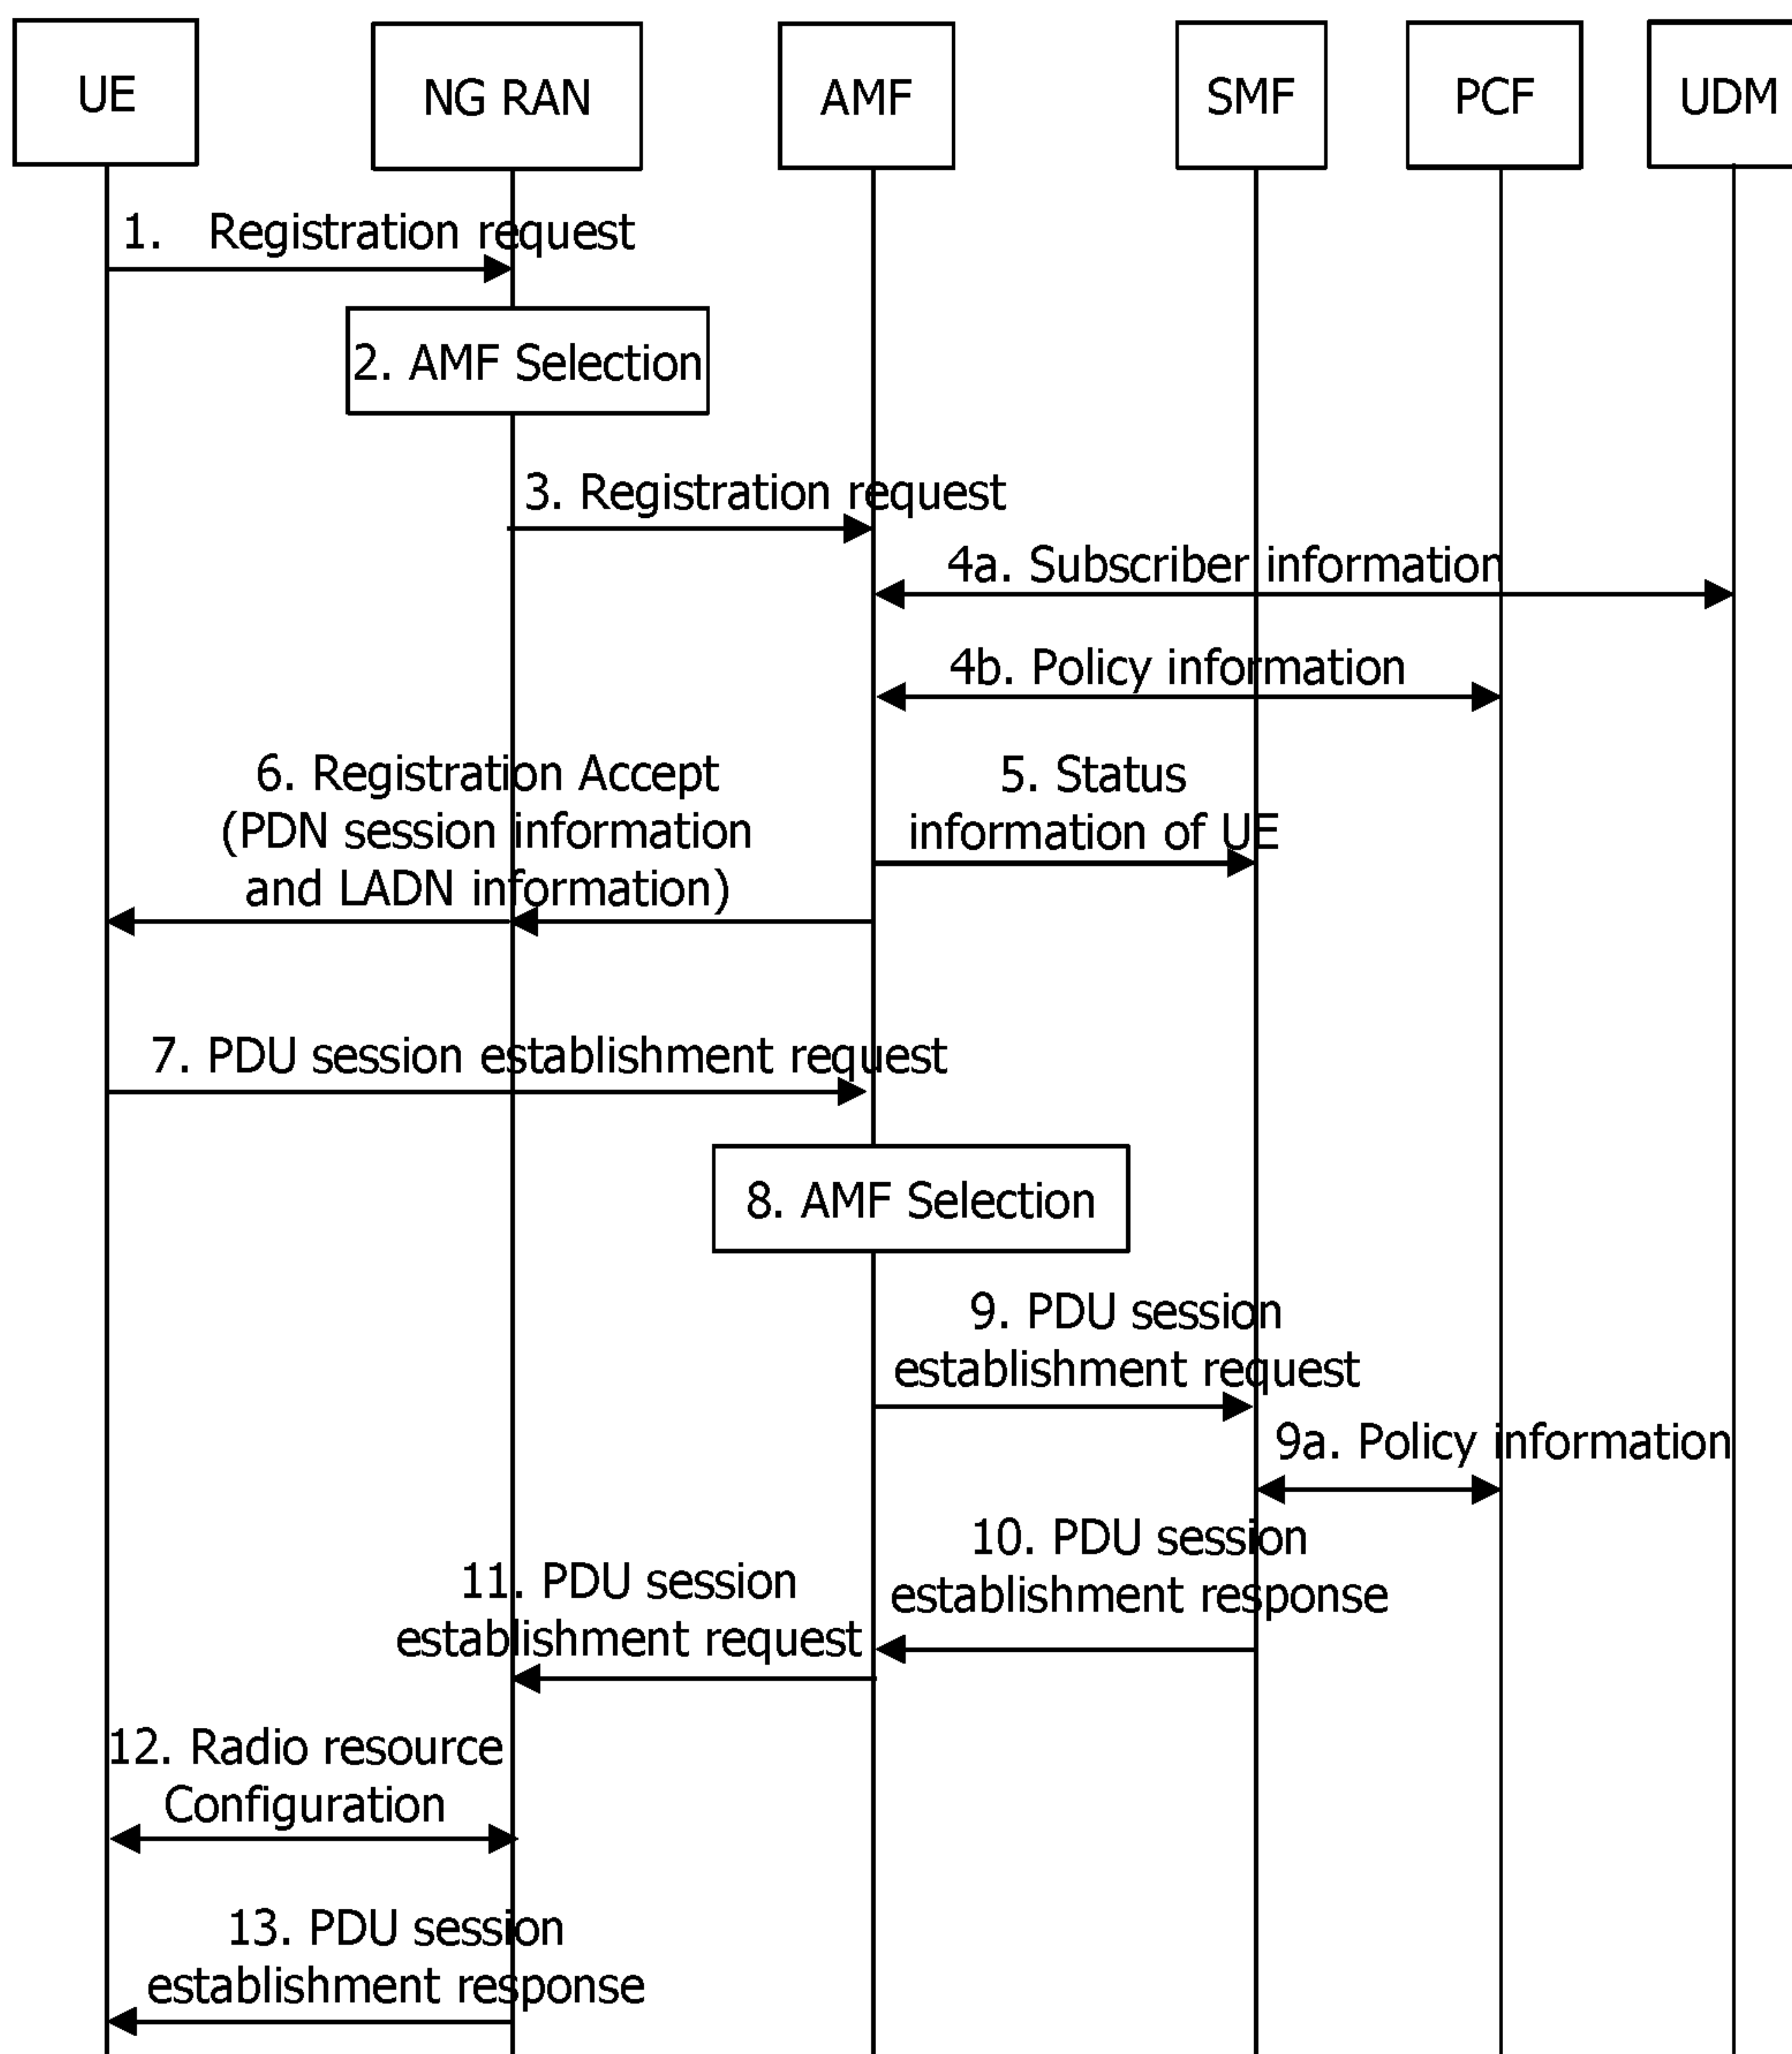 UE
NG RAN
AMF
SMF
PCF
UDM
1. Registration request
2. AMF Selection
3. Registration request
4a. Subscriber information
4b. Policy information
6. Registration Accept
(PDN session information
and LADN information)
5. Status
information of UE
7. PDU session establishment request
8. AMF Selection
9. PDU session
establishment request
9a. Policy information
10. PDU session
establishment response
11. PDU session
establishment request
12. Radio resource
Configuration
13. PDU session
establishment response